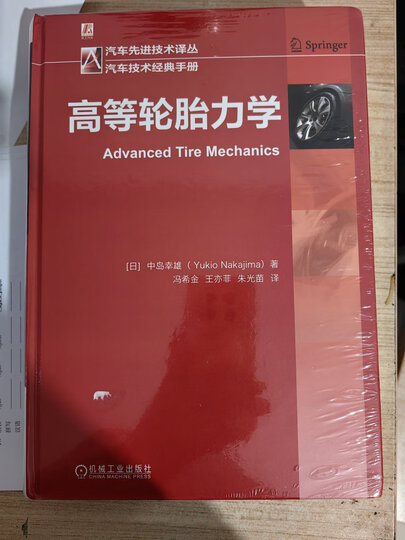 汽车先进技术译丛
汽车技术经典手册
Springer
高等轮胎力学
Advanced Tire Mechanics
[日] 中岛幸雄 ( Yukio Nakajima) 著
冯希金 王亦菲 朱光苗 译
机械工业出版社
CHINA MACHINE PRESS